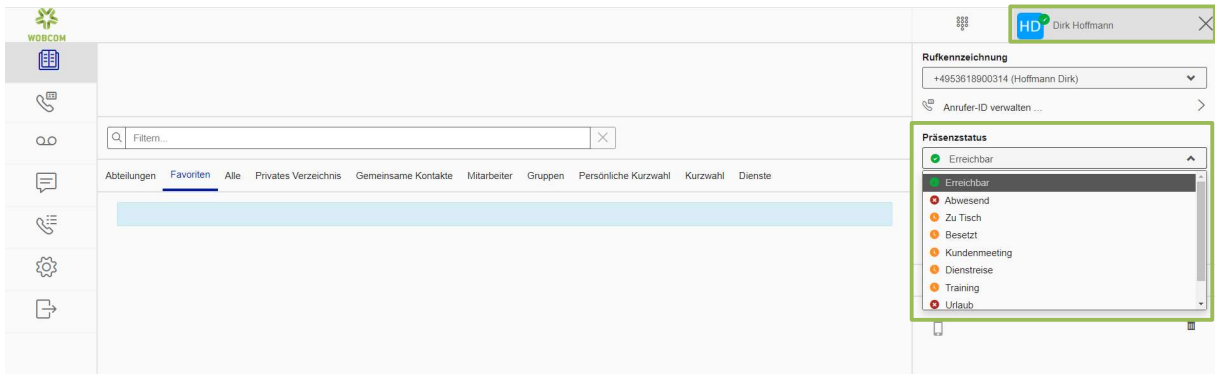 WOBCOM
HD
Dirk Hoffmann
Rufkennzeichnung
+4953618900314 (Hoffmann Dirk)
Anrufer-ID verwalten ...
Filtern...
Präsenzstatus
Erreichbar
Abteilungen Favoriten Alle Privates Verzeichnis Gemeinsame Kontakte Mitarbeiter Gruppen Persönliche Kurzwahl Kurzwahl Dienste
Erreichbar
Abwesend
Zu Tisch
Besetzt
Kundenmeeting
Dienstreise
Training
Urlaub